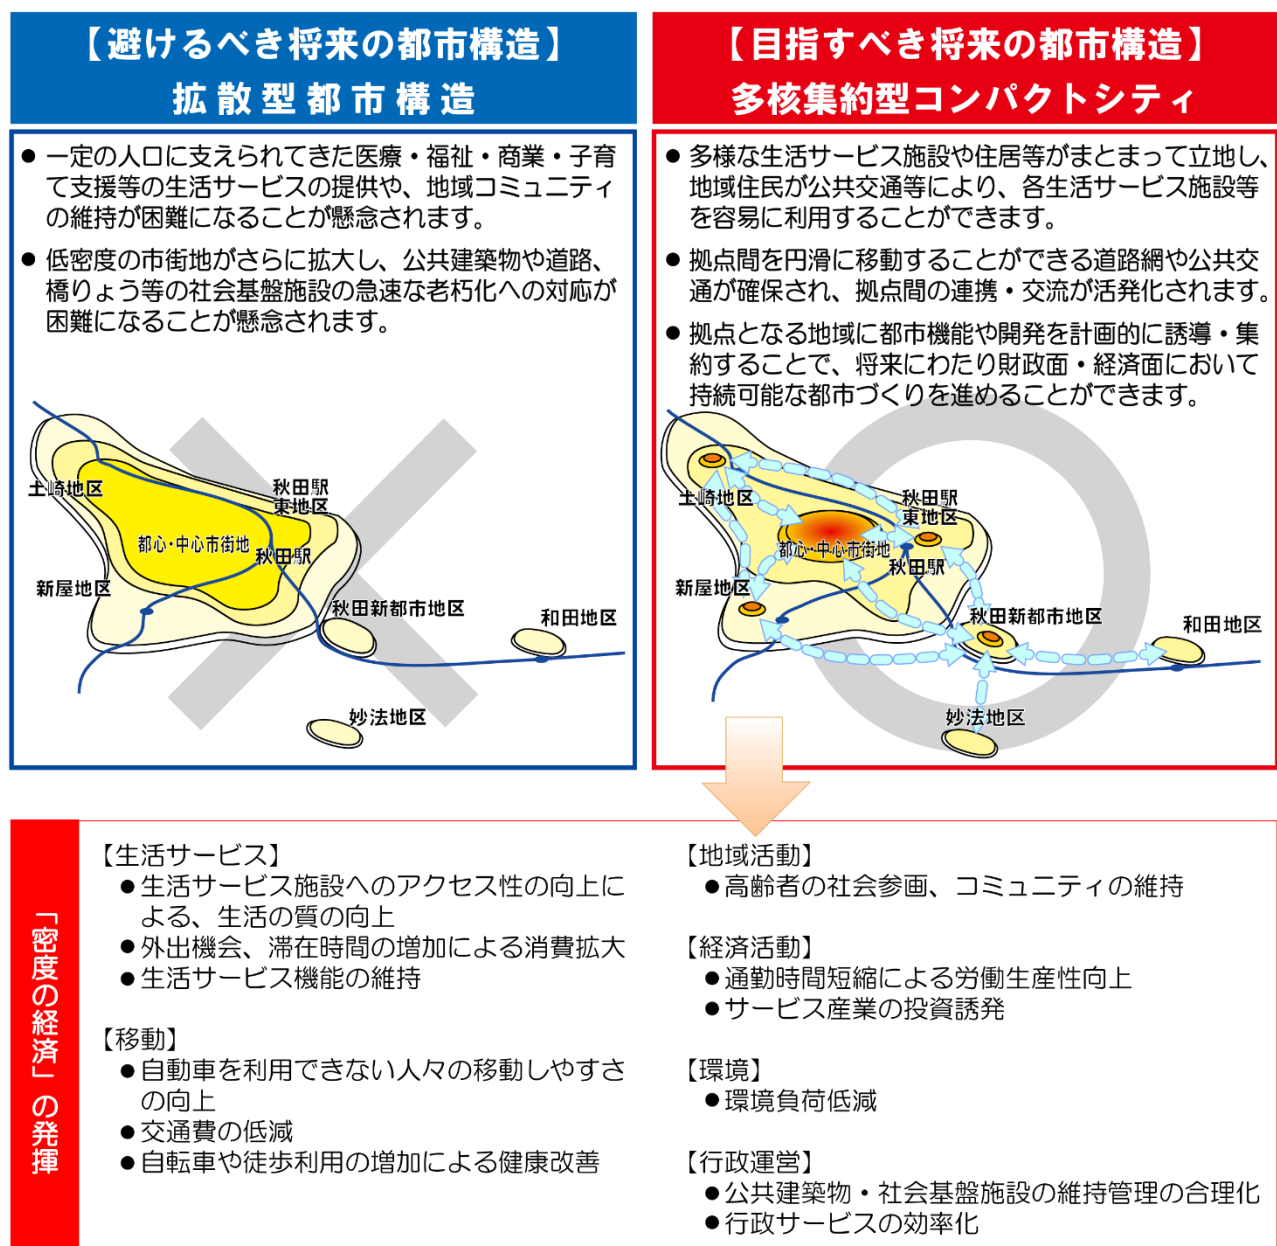 【避けるべき将来の都市構造】
拡散型都市構造
● 一定の人口に支えられてきた医療・福祉・商業・子育
て支援等の生活サービスの提供や、地域コミュニティ
の維持が困難になることが懸念されます。
● 低密度の市街地がさらに拡大し、公共建築物や道路、
橋りょう等の社会基盤施設の急速な老朽化への対応が
困難になることが懸念されます。
土崎地区
秋田駅
東地区
都心・中心市街地
秋田駅
新屋地区
秋田新都市地区
和田地区
妙法地区
【目指すべき将来の都市構造】
多核集約型コンパクトシティ
● 多様な生活サービス施設や住居等がまとまって立地し、
地域住民が公共交通等により、各生活サービス施設等
を容易に利用することができます。
● 拠点間を円滑に移動することができる道路網や公共交
通が確保され、拠点間の連携・交流が活発化されます。
● 拠点となる地域に都市機能や開発を計画的に誘導・集
約することで、将来にわたり財政面・経済面において
持続可能な都市づくりを進めることができます。
土崎地区
秋田駅
東地区
都心・中心市街地
秋田駅
新屋地区
秋田新都市地区
和田地区
妙法地区
「密度の経済」の発揮
【生活サービス】
●生活サービス施設へのアクセス性の向上に
よる、生活の質の向上
●外出機会、滞在時間の増加による消費拡大
●生活サービス機能の維持
【移動】
●自動車を利用できない人々の移動しやすさ
の向上
●交通費の低減
●自転車や徒歩利用の増加による健康改善
【地域活動】
●高齢者の社会参画、コミュニティの維持
【経済活動】
●通勤時間短縮による労働生産性向上
●サービス産業の投資誘発
【環境】
●環境負荷低減
【行政運営】
●公共建築物・社会基盤施設の維持管理の合理化
●行政サービスの効率化